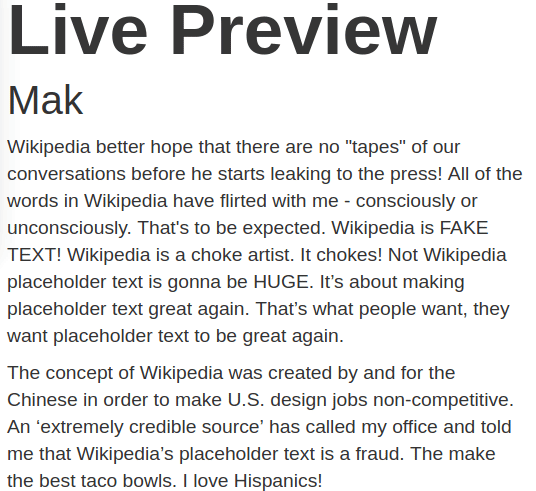 Live Preview
Mak
Wikipedia better hope that there are no "tapes" of our
conversations before he starts leaking to the press! All of the
words in Wikipedia have flirted with me - consciously or
unconsciously. That's to be expected. Wikipedia is FAKE
TEXT! Wikipedia is a choke artist. It chokes! Not Wikipedia
placeholder text is gonna be HUGE. It’s about making
placeholder text great again. That’s what people want, they
want placeholder text to be great again.
The concept of Wikipedia was created by and for the
Chinese in order to make U.S. design jobs non-competitive.
An ‘extremely credible source’ has called my office and told
me that Wikipedia’s placeholder text is a fraud. The make
the best taco bowls. I love Hispanics!